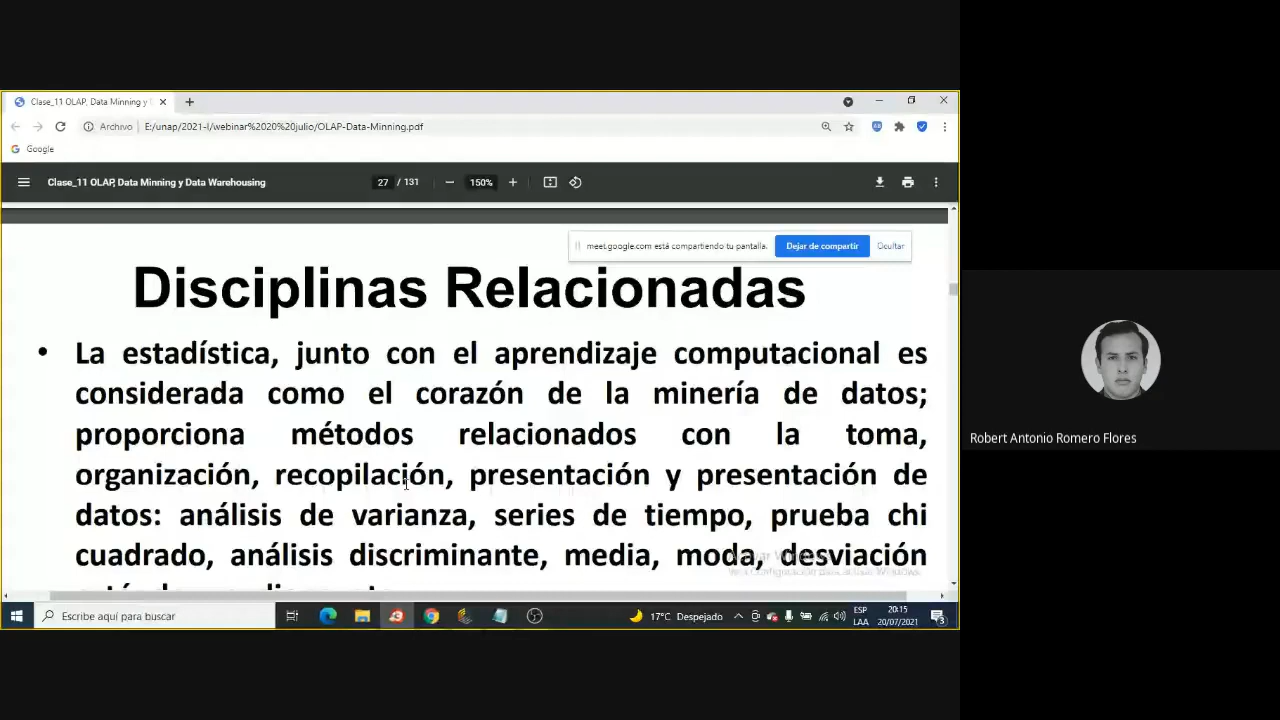 Clase_11 OLAP, Data Minning y
Archivo E:/unap/2021-I/webinar%2020%20julio/OLAP-Data-Minning.pdf
Google
Clase_11 OLAP, Data Minning y Data Warehousing
27 / 131
150%
meet.google.com está compartiendo tu pantalla.
Dejar de compartir
Ocultar
Disciplinas Relacionadas
• La estadística, junto con el aprendizaje computacional es
considerada como el corazón de la minería de datos;
proporciona métodos relacionados con la toma,
organización, recopilación, presentación y presentación de
datos: análisis de varianza, series de tiempo, prueba chi
cuadrado, análisis discriminante, media, moda, desviación
Robert Antonio Romero Flores
Escribe aquí para buscar
17°C Despejado
ESP
LAA
20:15
20/07/2021
3